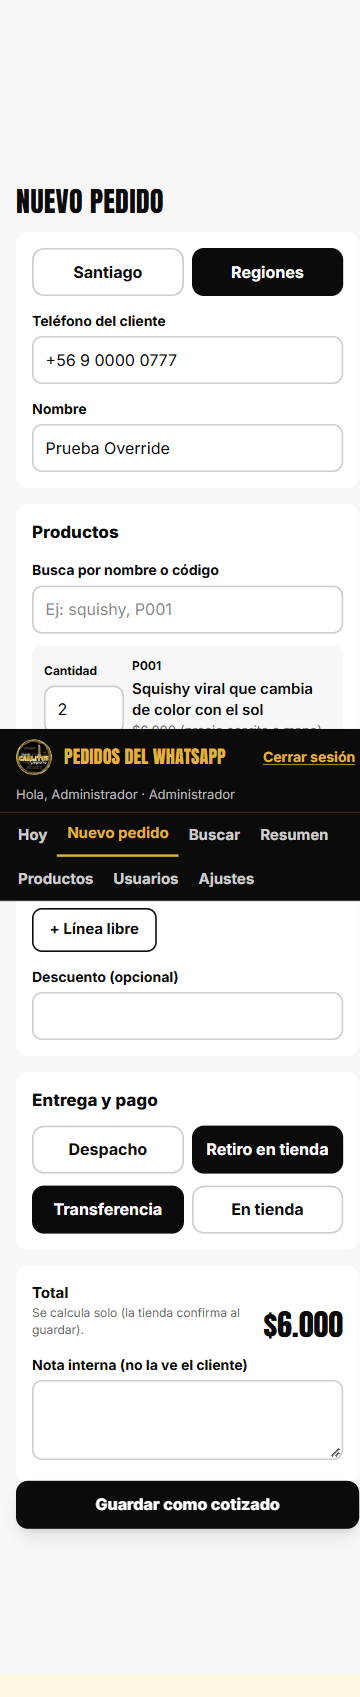 NUEVO PEDIDO
Santiago
Regiones
Teléfono del cliente
+56 9 0000 0777
Nombre
Prueba Override
Productos
Busca por nombre o código
Ej: squishy, P001
Cantidad
P001
2
Squishy viral que cambia
de color con el sol
PEDIDOS DEL WHATSAPP
Cerrar sesión
Hola, Administrador · Administrador
Hoy
Nuevo pedido
Buscar
Resumen
Productos
Usuarios
Ajustes
+ Línea libre
Descuento (opcional)
Entrega y pago
Despacho
Retiro en tienda
Transferencia
En tienda
Total
Se calcula solo (la tienda confirma al
guardar).
$6.000
Nota interna (no la ve el cliente)
Guardar como cotizado